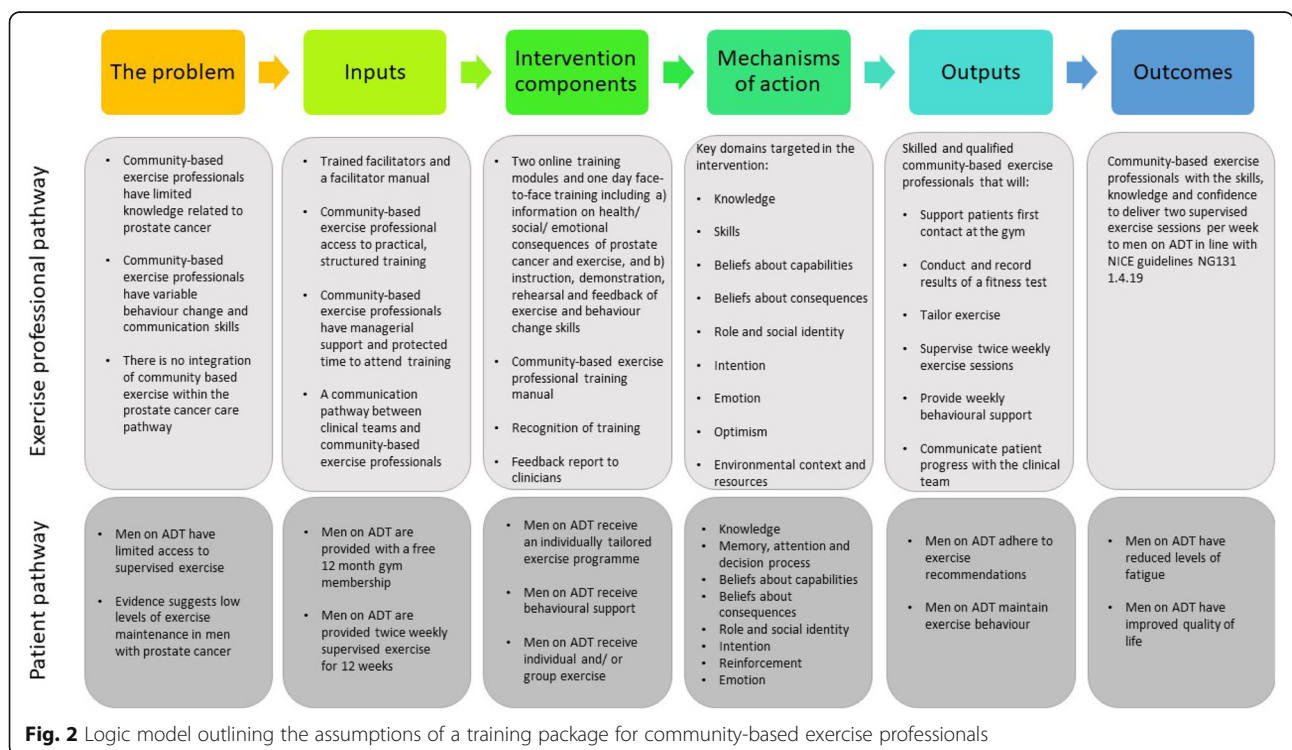 The problem
Inputs
Intervention
components
Mechanisms
of action
Outputs
Outcomes
Exercise professional pathway
• Community-based
exercise professionals
have limited
knowledge related to
prostate cancer
• Community-based
exercise professionals
have variable
behaviour change and
communication skills
• There is no integration
of community based
exercise within the
prostate cancer care
pathway
• Trained facilitators and
a facilitator manual
• Community-based
exercise professional
access to practical,
structured training
• Community-based
exercise professionals
have managerial
support and protected
time to attend training
• A communication
pathway between
clinical teams and
community-based
exercise professionals
• Two online training
modules and one day face-
to-face training including a)
information on health/
social/ emotional
consequences of prostate
cancer and exercise, and b)
instruction, demonstration,
rehearsal and feedback of
exercise and behaviour
change skills
• Community-based exercise
professional training
manual
• Recognition of training
• Feedback report to
clinicians
Key domains targeted in the
intervention:
• Knowledge
• Skills
• Beliefs about capabilities
• Beliefs about consequences
• Role and social identity
• Intention
• Emotion
• Optimism
• Environmental context and
resources
Skilled and qualified
community-based exercise
professionals that will:
• Support patients first
contact at the gym
• Conduct and record
results of a fitness test
• Tailor exercise
• Supervise twice weekly
exercise sessions
• Provide weekly
behavioural support
• Communicate patient
progress with the clinical
team
Community-based exercise
professionals with the skills,
knowledge and confidence
to deliver two supervised
exercise sessions per week
to men on ADT in line with
NICE guidelines NG131
1.4.19
Patient pathway
• Men on ADT have
limited access to
supervised exercise
• Evidence suggests low
levels of exercise
maintenance in men
with prostate cancer
• Men on ADT are
provided with a free
12 month gym
membership
• Men on ADT are
provided twice weekly
supervised exercise
for 12 weeks
• Men on ADT receive
an individually tailored
exercise programme
• Men on ADT receive
behavioural support
• Men on ADT receive
individual and/ or
group exercise
• Knowledge
• Memory, attention and
decision process
• Beliefs about capabilities
• Beliefs about
consequences
• Role and social identity
• Intention
• Reinforcement
• Emotion
• Men on ADT adhere to
exercise
recommendations
• Men on ADT maintain
exercise behaviour
• Men on ADT have
reduced levels of
fatigue
• Men on ADT have
improved quality of
life
Fig. 2 Logic model outlining the assumptions of a training package for community-based exercise professionals